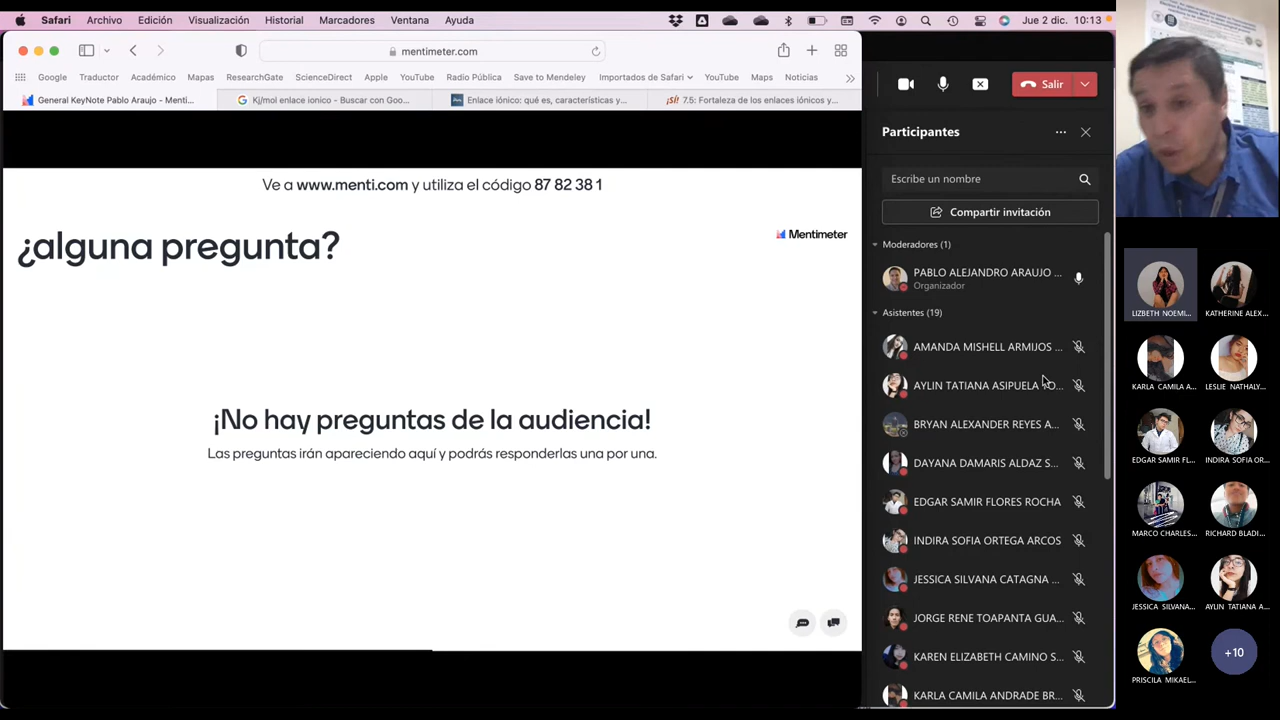 Safari Archivo Edición Visualización Historial Marcadores Ventana Ayuda
Jue 2 dic. 10:13
mentimeter.com
Google Traductor Académico Mapas ResearchGate ScienceDirect Apple YouTube Radio Pública Save to Mendeley Importados de Safari YouTube Maps Noticias
General KeyNote Pablo Araujo - Menti...
Kj/mol enlace ionico - Buscar con Goo...
Enlace iónico: qué es, características y...
7.5: Fortaleza de los enlaces iónicos y...
Ve a www.menti.com y utiliza el código 87 82 38 1
¿alguna pregunta?
Mentimeter
¡No hay preguntas de la audiencia!
Las preguntas irán apareciendo aquí y podrás responderlas una por una.
Salir
Participantes
Escribe un nombre
Compartir invitación
Moderadores (1)
PABLO ALEJANDRO ARAUJO ...
Organizador
Asistentes (19)
AMANDA MISHELL ARMIJOS ...
AYLIN TATIANA ASIPUELA
BRYAN ALEXANDER REYES A...
DAYANA DAMARIS ALDAZ S...
EDGAR SAMIR FLORES ROCHA
INDIRA SOFIA ORTEGA ARCOS
JESSICA SILVANA CATAGNA ...
JORGE RENE TOAPANTA GUA...
KAREN ELIZABETH CAMINO S...
KARLA CAMILA ANDRADE BR...
LIZBETH NOEMI...
KATHERINE ALEX...
KARLA CAMILA A...
LESLIE NATHALY...
EDGAR SAMIR FL...
INDIRA SOFIA OR...
MARCO CHARLES...
RICHARD BLADI...
JESSICA SILVANA...
AYLIN TATIANA A...
PRISCILA MIKAEL...
+10